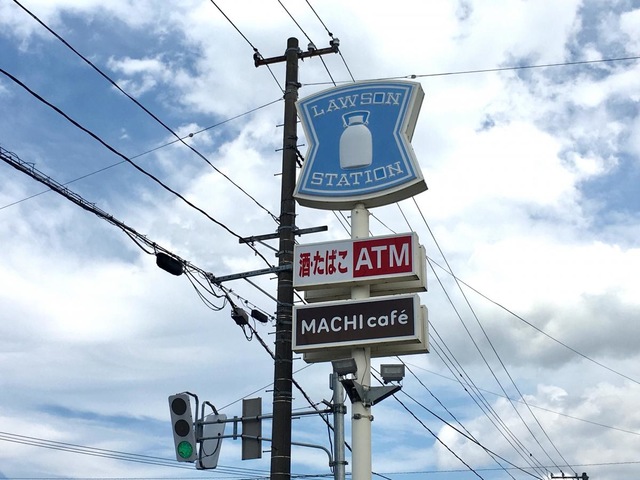 LAWSON
STATION
酒・たばこ ATM
MACHI café